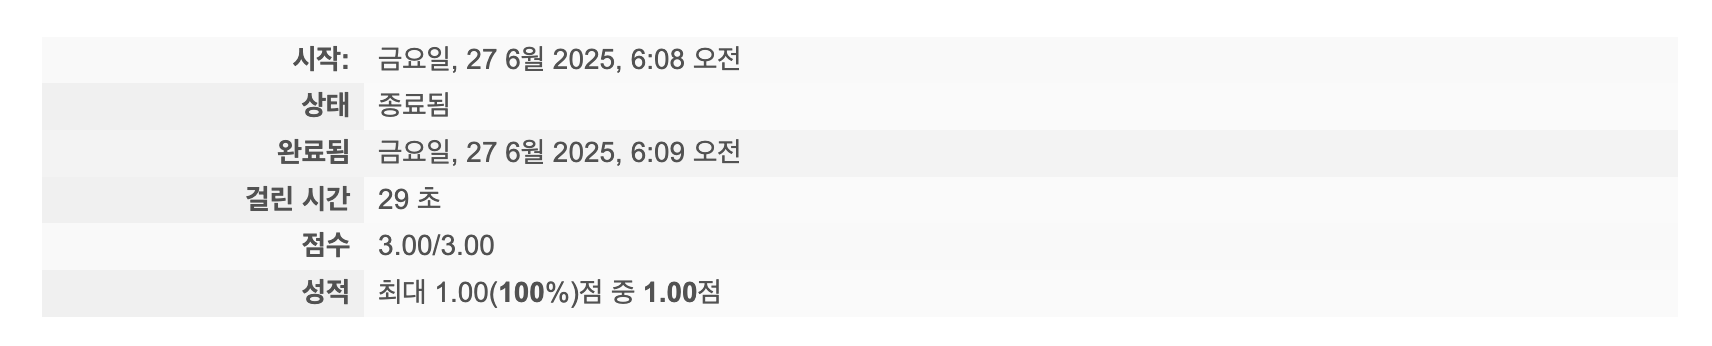 시작: 금요일, 27 6월 2025, 6:08 오전
상태 종료됨
완료됨 금요일, 27 6월 2025, 6:09 오전
걸린 시간 29 초
점수 3.00/3.00
성적 최대 1.00(100%)점 중 1.00점